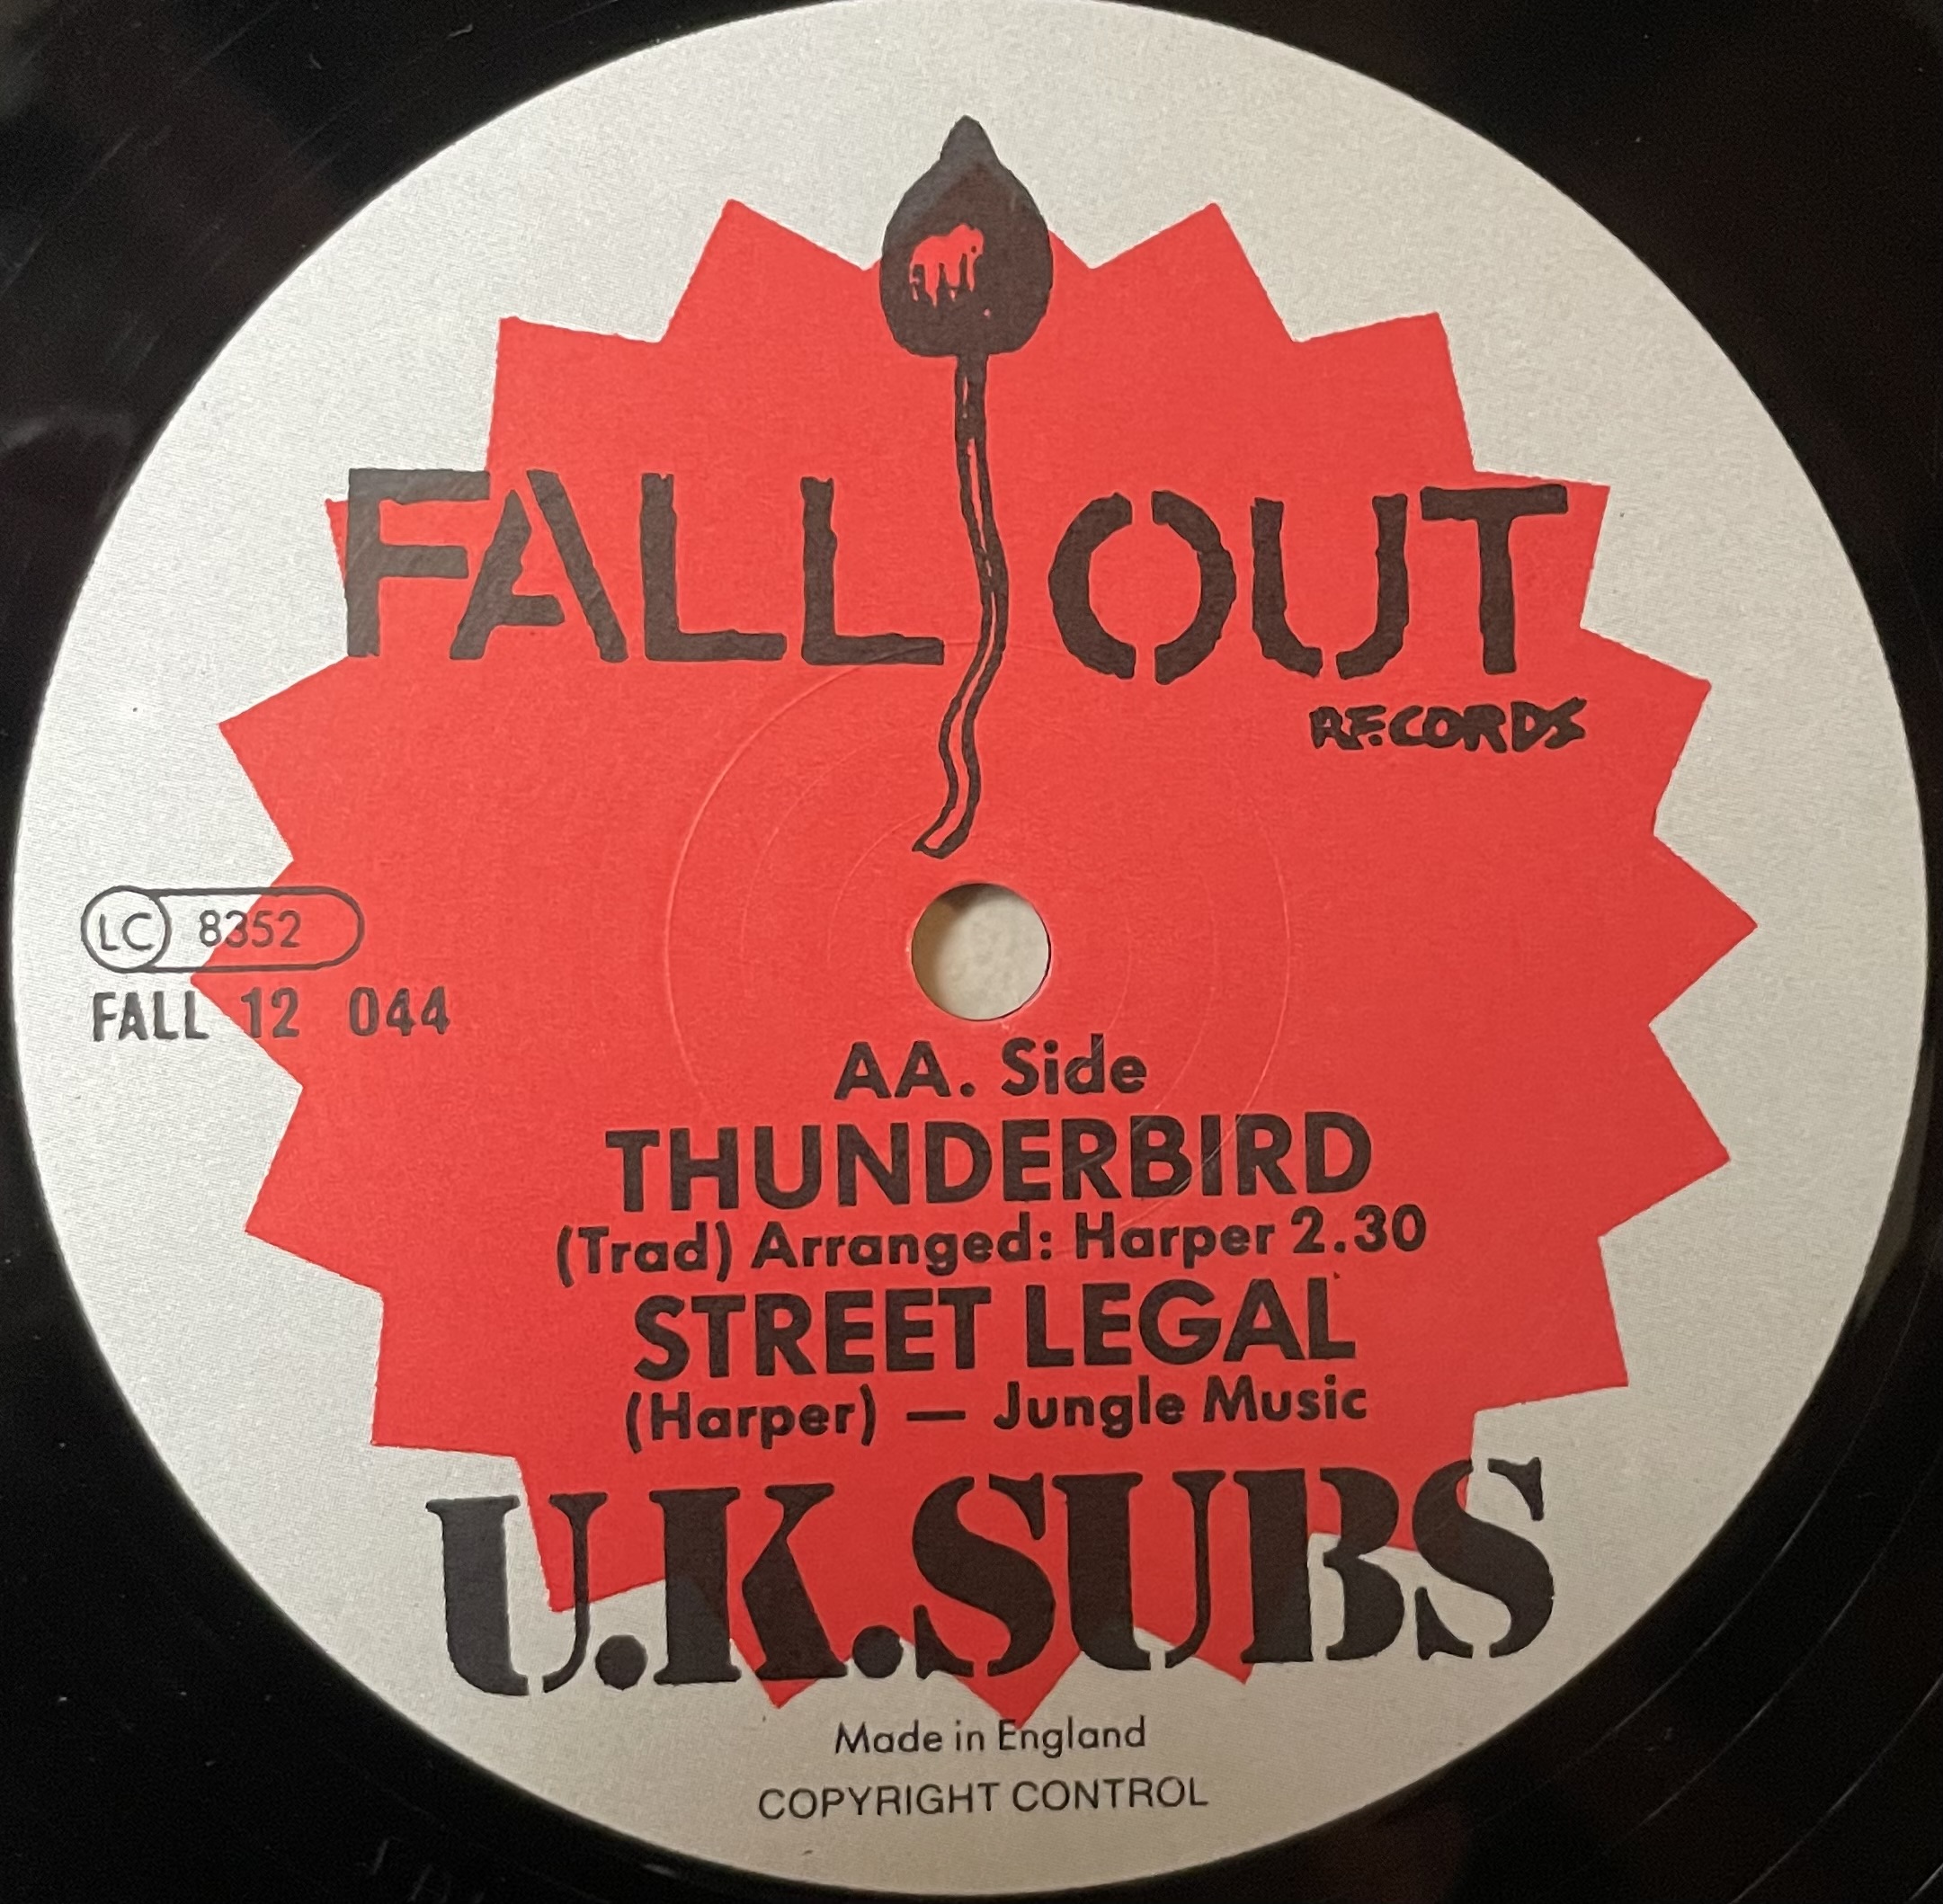 FALL OUT
RECORDS
LC 8352
FALL 12 044
AA. Side
THUNDERBIRD
(Trad) Arranged: Harper 2.30
STREET LEGAL
(Harper) — Jungle Music
U.K.SUBS
Made in England
COPYRIGHT CONTROL